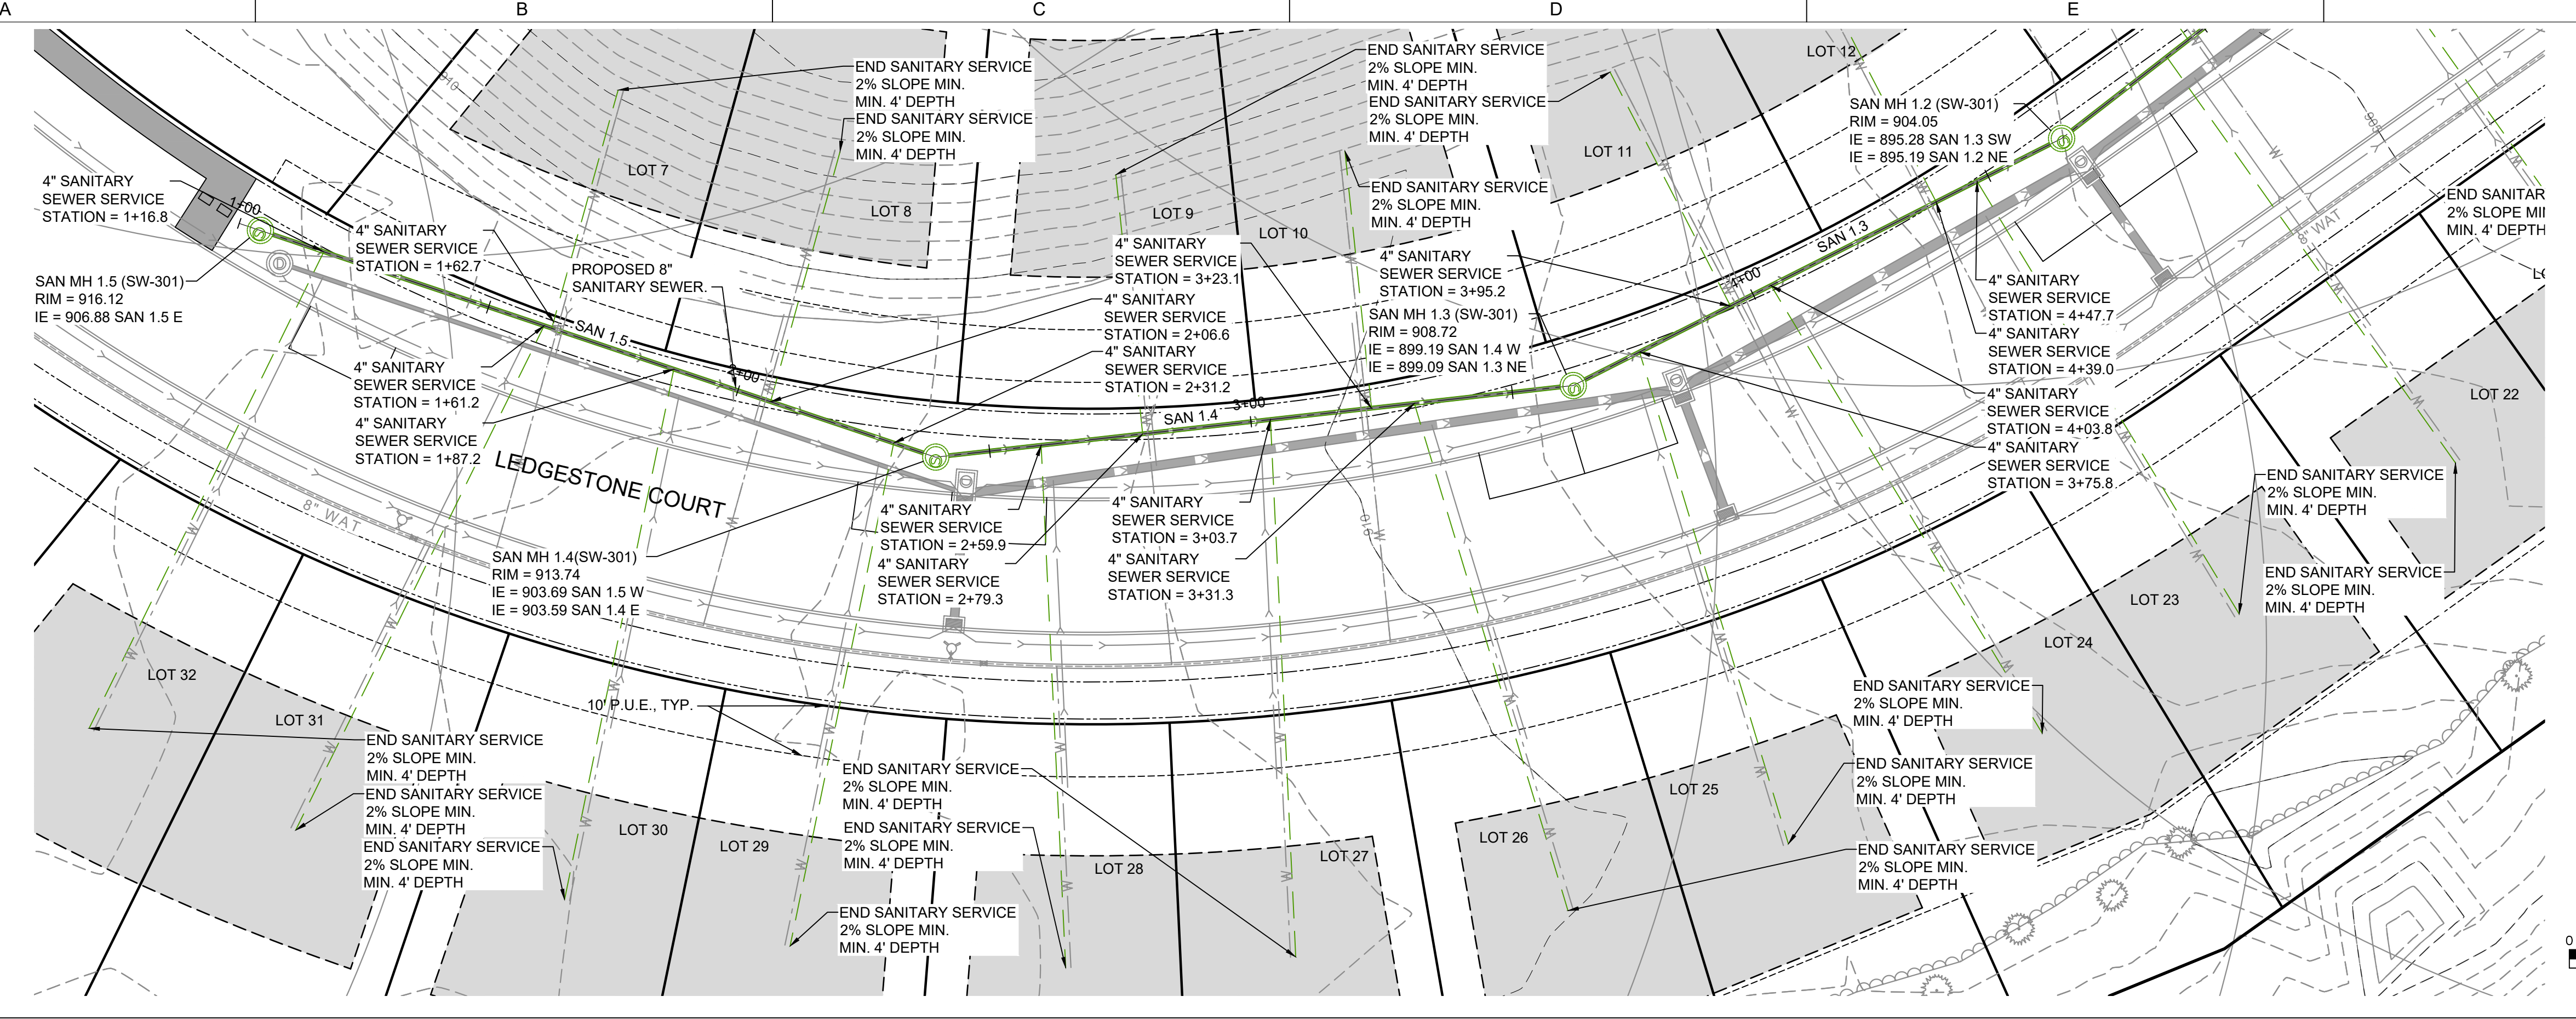 A
B
C
D
E
910
END SANITARY SERVICE
2% SLOPE MIN.
MIN. 4' DEPTH
END SANITARY SERVICE
2% SLOPE MIN.
MIN. 4' DEPTH
END SANITARY SERVICE
2% SLOPE MIN.
MIN. 4' DEPTH
END SANITARY SERVICE
2% SLOPE MIN.
MIN. 4' DEPTH
END SANITARY SERVICE
2% SLOPE MIN.
MIN. 4' DEPTH
LOT 12
SAN MH 1.2 (SW-301)
RIM = 904.05
IE = 895.28 SAN 1.3 SW
IE = 895.19 SAN 1.2 NE
LOT 7
LOT 8
LOT 9
LOT 10
LOT 11
4" SANITARY
SEWER SERVICE
STATION = 1+16.8
1+00
SAN MH 1.5 (SW-301)
RIM = 916.12
IE = 906.88 SAN 1.5 E
4" SANITARY
SEWER SERVICE
STATION = 1+62.7
PROPOSED 8"
SANITARY SEWER.
SAN 1.5
2+00
4" SANITARY
SEWER SERVICE
STATION = 1+61.2
4" SANITARY
SEWER SERVICE
STATION = 1+87.2
4" SANITARY
SEWER SERVICE
STATION = 3+23.1
4" SANITARY
SEWER SERVICE
STATION = 2+06.6
4" SANITARY
SEWER SERVICE
STATION = 2+31.2
SAN 1.4
3+00
4" SANITARY
SEWER SERVICE
STATION = 3+95.2
SAN MH 1.3 (SW-301)
RIM = 908.72
IE = 899.19 SAN 1.4 W
IE = 899.09 SAN 1.3 NE
SAN 1.3
4+00
905
8" WAT
END SANITAR
2% SLOPE MI
MIN. 4' DEPTH
4" SANITARY
SEWER SERVICE
STATION = 4+47.7
4" SANITARY
SEWER SERVICE
STATION = 4+39.0
4" SANITARY
SEWER SERVICE
STATION = 4+03.8
4" SANITARY
SEWER SERVICE
STATION = 3+75.8
LOT 22
LEDGESTONE COURT
8" WAT
SAN MH 1.4(SW-301)
RIM = 913.74
IE = 903.69 SAN 1.5 W
IE = 903.59 SAN 1.4 E
4" SANITARY
SEWER SERVICE
STATION = 2+59.9
4" SANITARY
SEWER SERVICE
STATION = 2+79.3
4" SANITARY
SEWER SERVICE
STATION = 3+03.7
4" SANITARY
SEWER SERVICE
STATION = 3+31.3
910
END SANITARY SERVICE
2% SLOPE MIN.
MIN. 4' DEPTH
END SANITARY SERVICE
2% SLOPE MIN.
MIN. 4' DEPTH
LOT 23
LOT 24
LOT 32
LOT 31
10' P.U.E., TYP.
END SANITARY SERVICE
2% SLOPE MIN.
MIN. 4' DEPTH
END SANITARY SERVICE
2% SLOPE MIN.
MIN. 4' DEPTH
END SANITARY SERVICE
2% SLOPE MIN.
MIN. 4' DEPTH
LOT 30
LOT 29
END SANITARY SERVICE
2% SLOPE MIN.
MIN. 4' DEPTH
END SANITARY SERVICE
2% SLOPE MIN.
MIN. 4' DEPTH
END SANITARY SERVICE
2% SLOPE MIN.
MIN. 4' DEPTH
LOT 28
LOT 27
LOT 26
LOT 25
END SANITARY SERVICE
2% SLOPE MIN.
MIN. 4' DEPTH
END SANITARY SERVICE
2% SLOPE MIN.
MIN. 4' DEPTH
END SANITARY SERVICE
2% SLOPE MIN.
MIN. 4' DEPTH
0